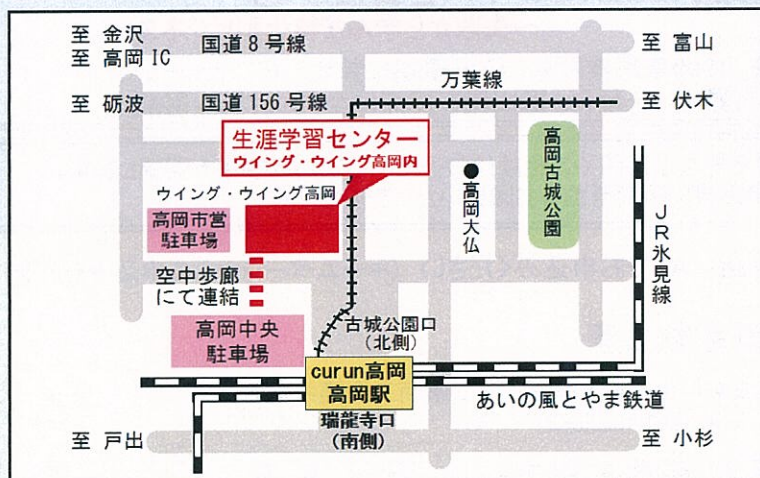 至 金沢
至 高岡 IC
国道 8 号線
至 富山
万葉線
至 砺波
国道 156 号線
至 伏木
生涯学習センター
ウイング・ウイング高岡内
高岡古城公園
高岡大仏
ウイング・ウイング高岡
高岡市営
駐車場
JR氷見線
空中歩廊
にて連結
高岡中央
駐車場
古城公園口
(北側)
curun高岡
高岡駅
あいの風とやま鉄道
瑞龍寺口
(南側)
至 戸出
至 小杉